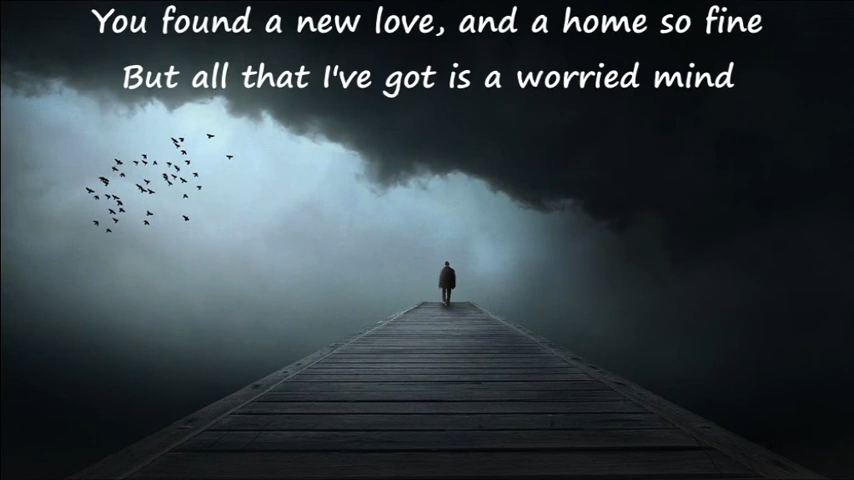 You found a new love, and a home so fine
But all that I've got is a worried mind